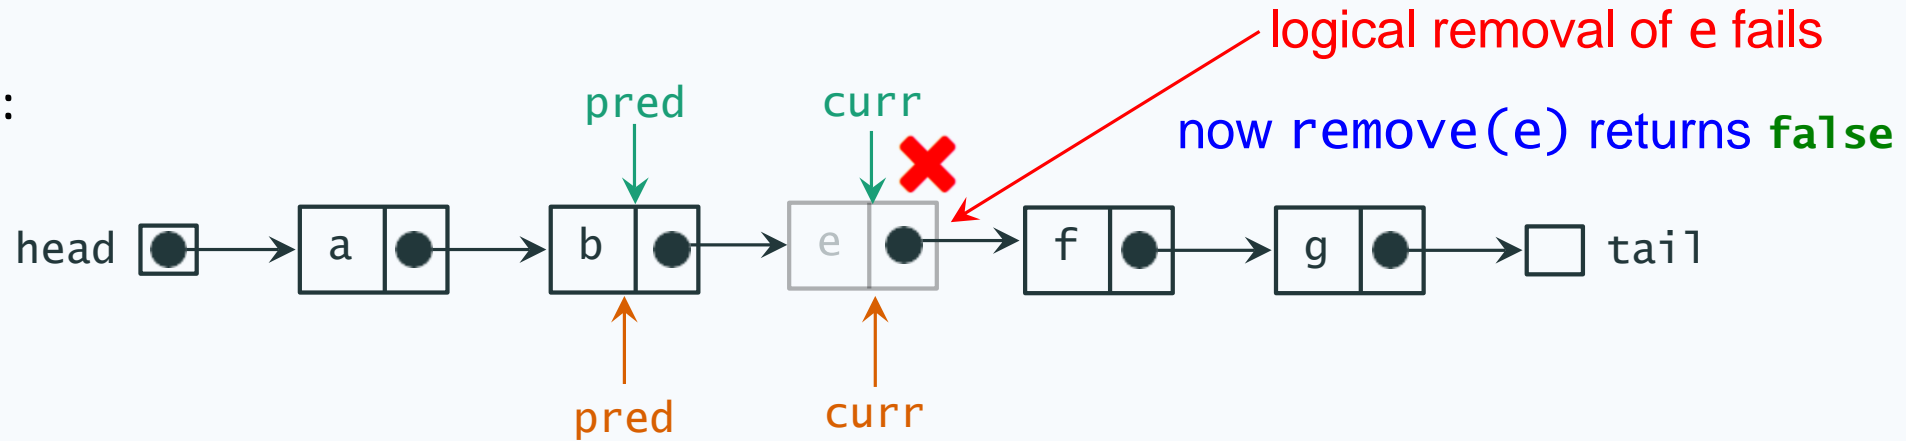 logical removal of e fails
:
pred curr
now remove(e) returns false
head a b e f g tail
pred curr